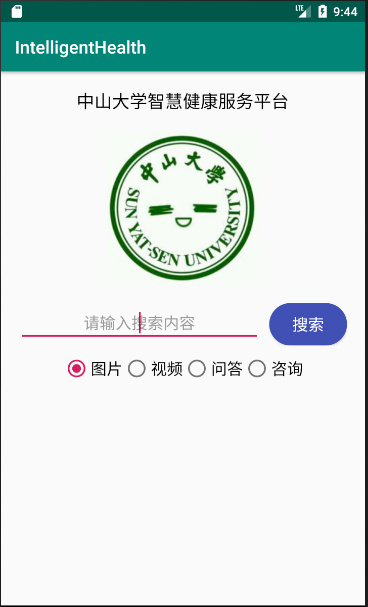 LTE 9:44
IntelligentHealth
中山大学智慧健康服务平台
中山大學
SUN YAT-SEN UNIVERSITY
请输入搜索内容 搜索
图片 视频 问答 咨询